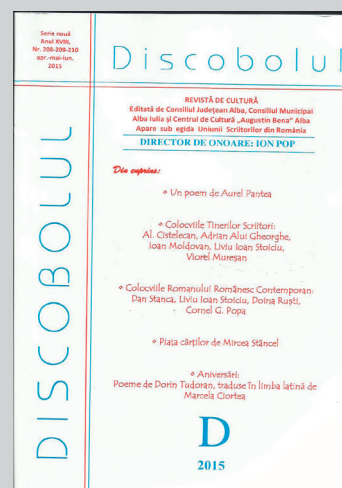 Serie nouă
Anul XVIII,
Nr. 208-209-210
apr.-mai-iun.
2015
Discobolul
REVISTĂ DE CULTURĂ
Editată de Consiliul Județean Alba, Consiliul Municipal
Alba Iulia și Centrul de Cultură „Augustin Bena” Alba
Apare sub egida Uniunii Scriitorilor din România
DIRECTOR DE ONOARE: ION POP
DISCOBOLUL
Din cuprins:
• Un poem de Aurel Pantea
• Colocviile Tinerilor Scriitori:
Al. Cistelecan, Adrian Alui Gheorghe,
Ioan Moldovan, Liviu Ioan Stoiciu,
Viorel Mureșan
• Colocviile Romanului Românesc Contemporan:
Dan Stanca, Liviu Ioan Stoiciu, Doina Ruști,
Cornel G. Popa
• Piața cărților de Mircea Stâncel
• Aniversări:
Poeme de Dorin Tudoran, traduse în limba latină de
Marcela Ciortea
D
2015